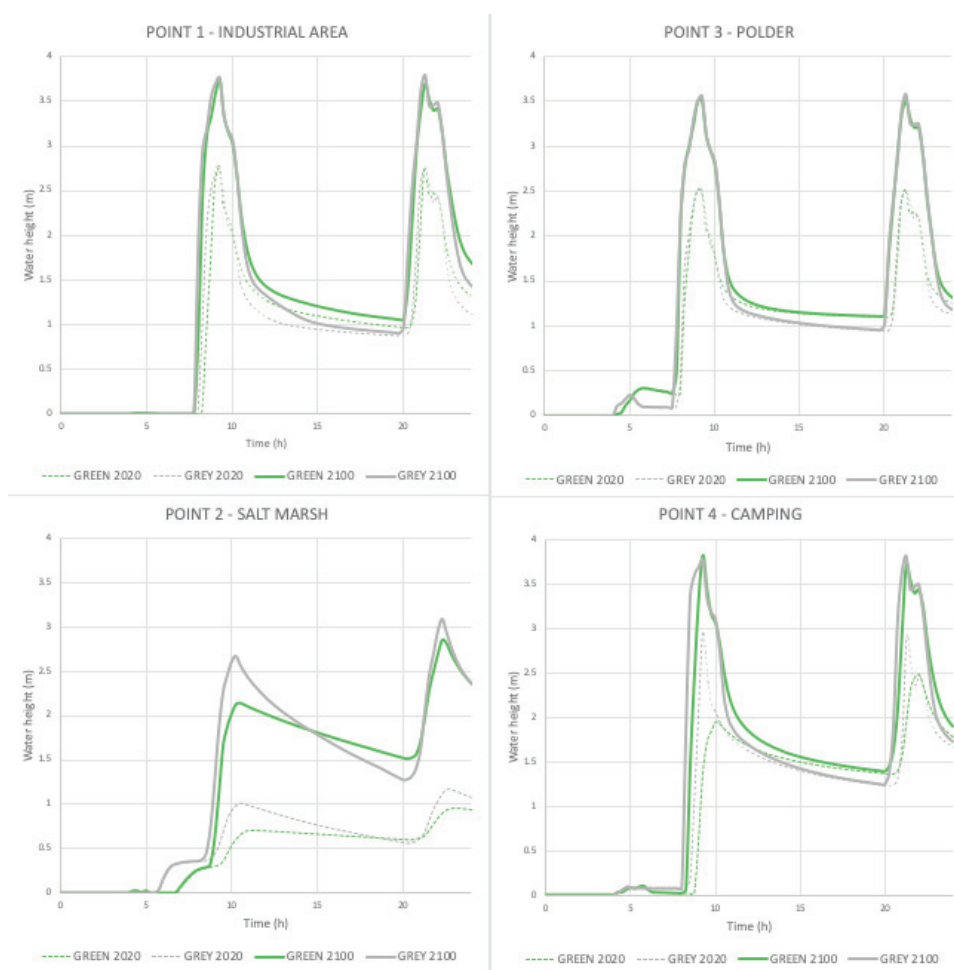 POINT 1 - INDUSTRIAL AREA
4
3.5
3
2.5
2
1.5
1
0.5
0
Water height (m)
0 5 10 15 20
Time (h)
GREEN 2020 GREY 2020 GREEN 2100 GREY 2100
POINT 3 - POLDER
4
3.5
3
2.5
2
1.5
1
0.5
0
Water height (m)
0 5 10 15 20
Time (h)
GREEN 2020 GREY 2020 GREEN 2100 GREY 2100
POINT 2 - SALT MARSH
4
3.5
3
2.5
2
1.5
1
0.5
0
Water height (m)
0 5 10 15 20
Time (h)
GREEN 2020 GREY 2020 GREEN 2100 GREY 2100
POINT 4 - CAMPING
4
3.5
3
2.5
2
1.5
1
0.5
0
Water height (m)
0 5 10 15 20
Time (h)
GREEN 2020 GREY 2020 GREEN 2100 GREY 2100